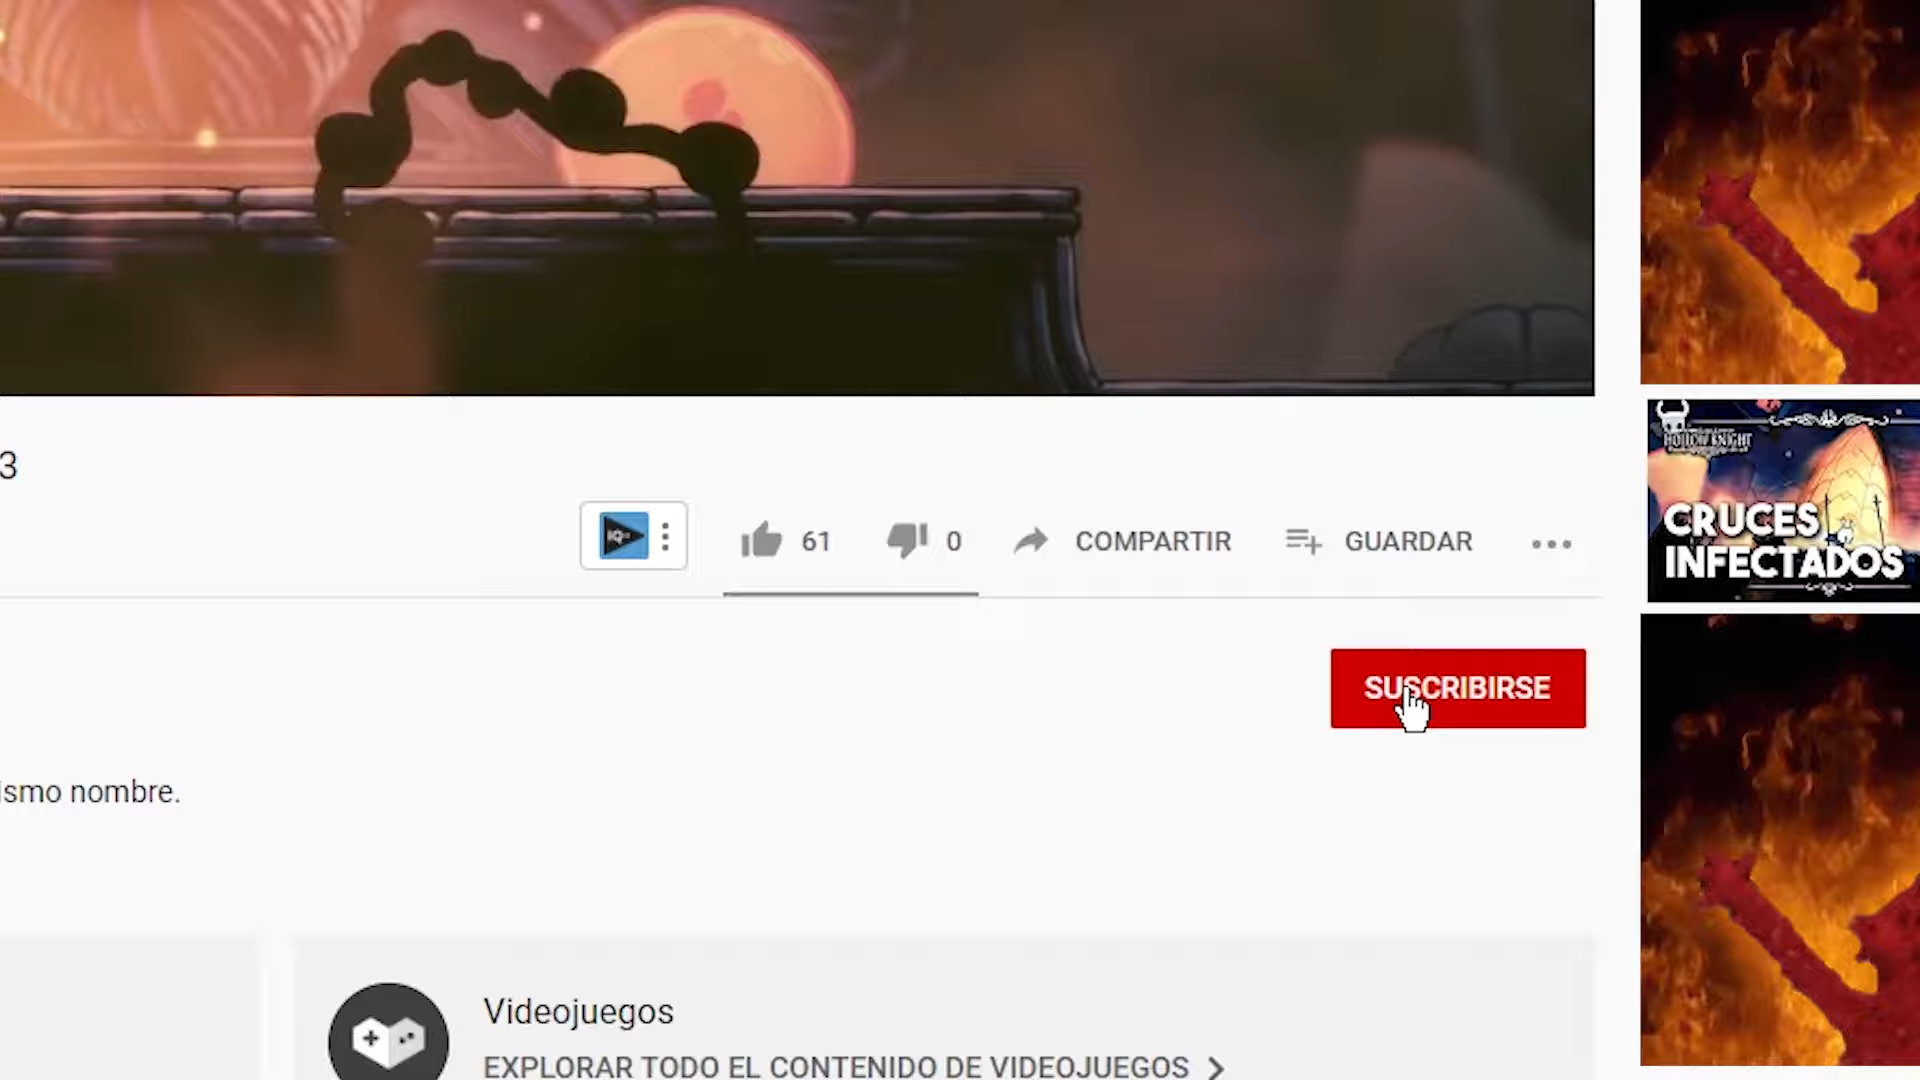 3
IQ
61
0
COMPARTIR
GUARDAR
SUSCRIBIRSE
ismo nombre.
Videojuegos
EXPLORAR TODO EL CONTENIDO DE VIDEOJUEGOS
HOLLOW KNIGHT
CRUCES
INFECTADOS